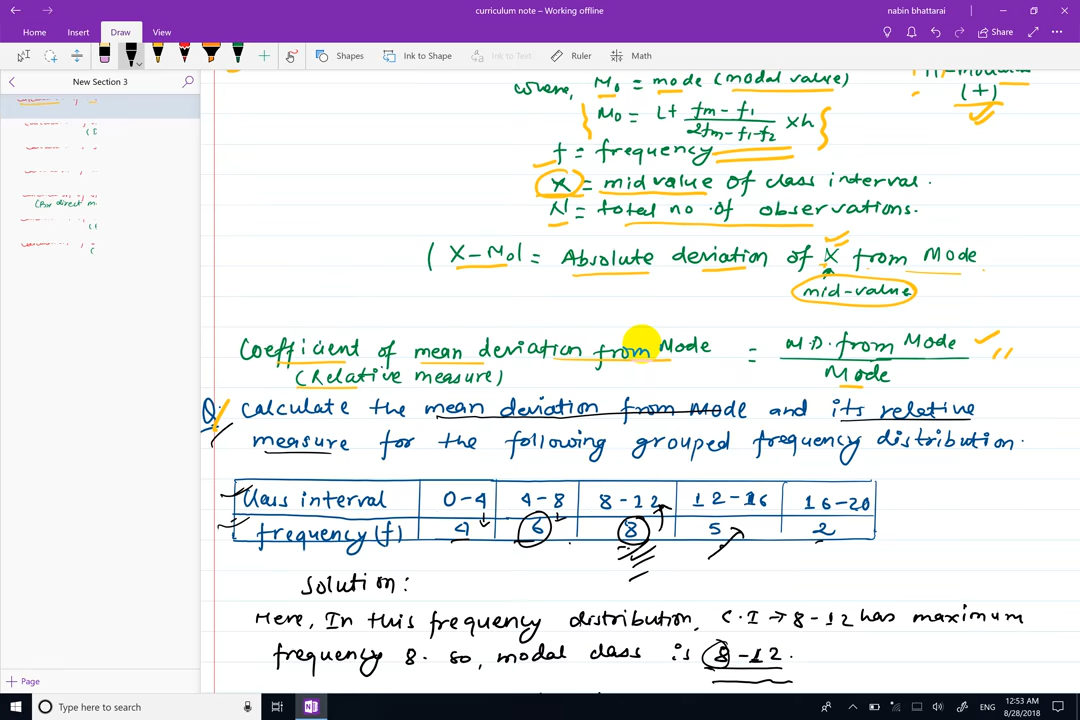 curriculum note – Working offline
nabin bhattarai
Home Insert Draw View
Share
Shapes Ink to Shape Ink to Text Ruler Math
New Section 3
where, Mo = mode (modal value)
(+)
Mo = L + fm – f1 / 2fm – f1 – f2 × h
f = frequency
X = mid value of class interval.
N = total no. of observations.
|X – Mo| = Absolute deviation of X from Mode
mid-value
Coefficient of mean deviation from Mode = M.D. from Mode / Mode
(Relative measure)
Q. Calculate the mean deviation from Mode and its relative
measure for the following grouped frequency distribution.
Class interval 0-4 4-8 8-12 12-16 16-20
frequency (f) 4 6 8 5 2
Solution:
Here, In this frequency distribution, C.I → 8-12 has maximum
frequency 8. so, modal class is 8-12.
Page
Type here to search
ENG
12:53 AM
8/28/2018